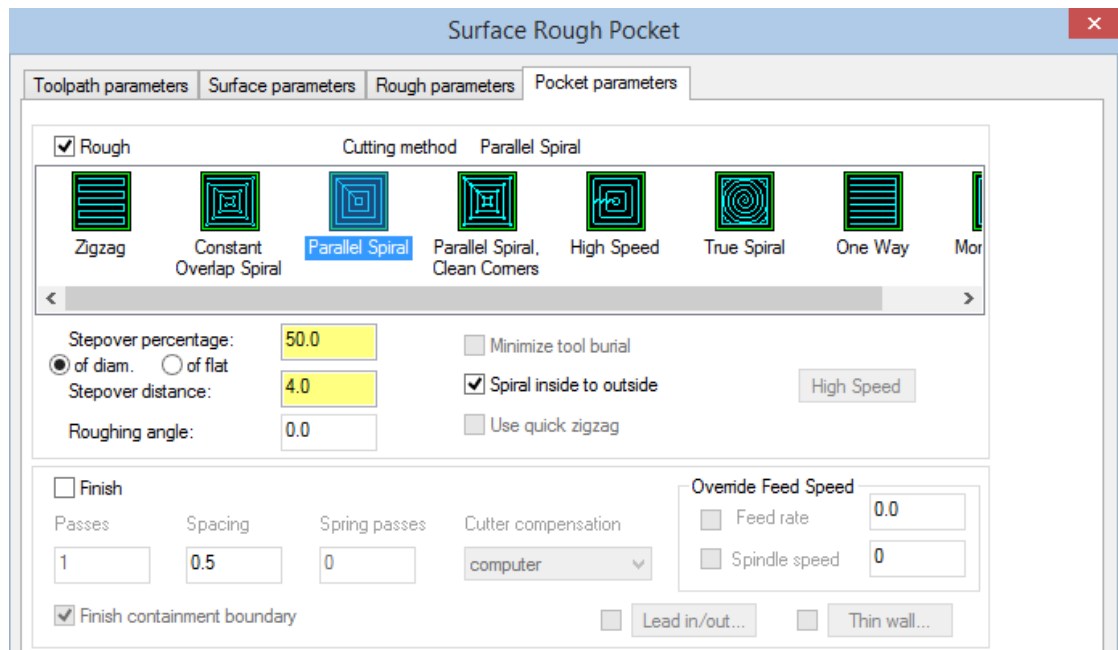 Surface Rough Pocket
Toolpath parameters Surface parameters Rough parameters Pocket parameters
Rough Cutting method Parallel Spiral
Zigzag Constant Overlap Spiral Parallel Spiral Parallel Spiral, Clean Corners High Speed True Spiral One Way Mor
Stepover percentage: 50.0 Minimize tool burial
of diam. of flat
Stepover distance: 4.0 Spiral inside to outside High Speed
Roughing angle: 0.0 Use quick zigzag
Finish Override Feed Speed
Feed rate 0.0
Passes Spacing Spring passes Cutter compensation
1 0.5 0 computer Spindle speed 0
Finish containment boundary Lead in/out... Thin wall...